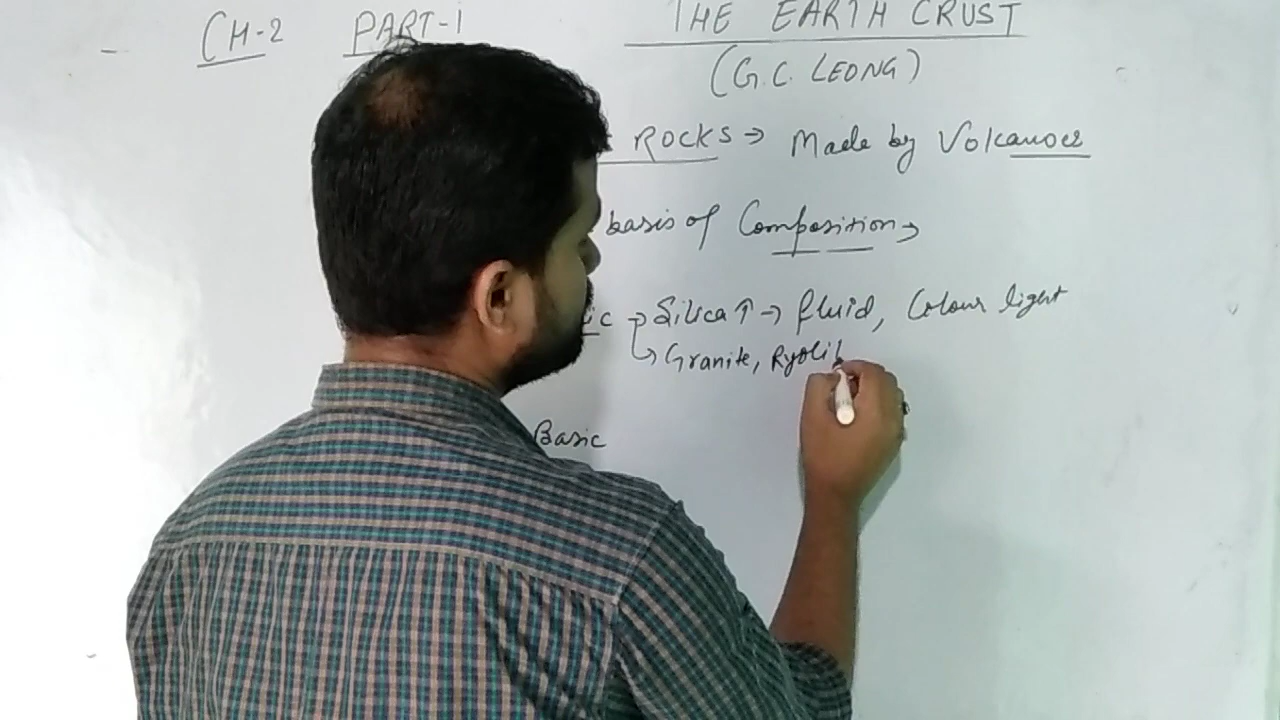 CH-2 PART-1 THE EARTH CRUST
(G.C. LEONG)
ROCKS → Made by Volcanoes
basis of Composition →
ic → Silica ↑ → fluid, Colour light
↳ Granite, Ryolit
Basic